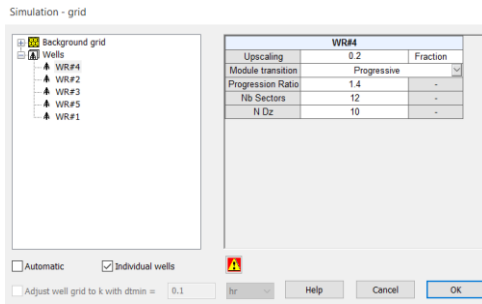 Simulation - grid
Background grid
Wells
WR#4
WR#2
WR#3
WR#5
WR#1
WR#4
Upscaling 0.2 Fraction
Module transition Progressive
Progression Ratio 1.4 -
Nb Sectors 12 -
N Dz 10 -
Automatic Individual wells
Adjust well grid to k with dtmin = 0.1 hr Help Cancel OK